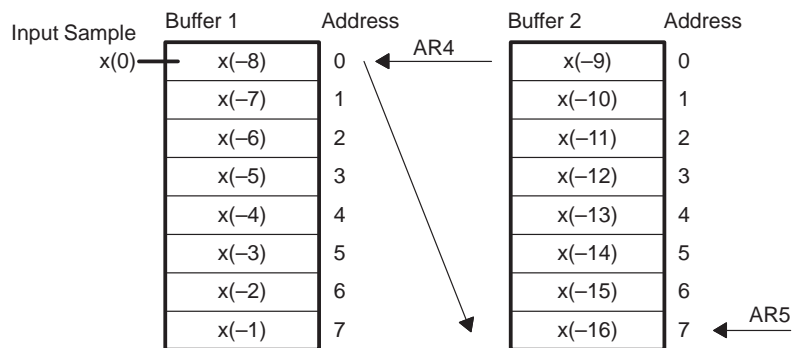 Buffer 1 Address Buffer 2 Address
Input Sample
x(0) x(–8) 0 AR4 x(–9) 0
x(–7) 1 x(–10) 1
x(–6) 2 x(–11) 2
x(–5) 3 x(–12) 3
x(–4) 4 x(–13) 4
x(–3) 5 x(–14) 5
x(–2) 6 x(–15) 6
x(–1) 7 x(–16) 7 AR5